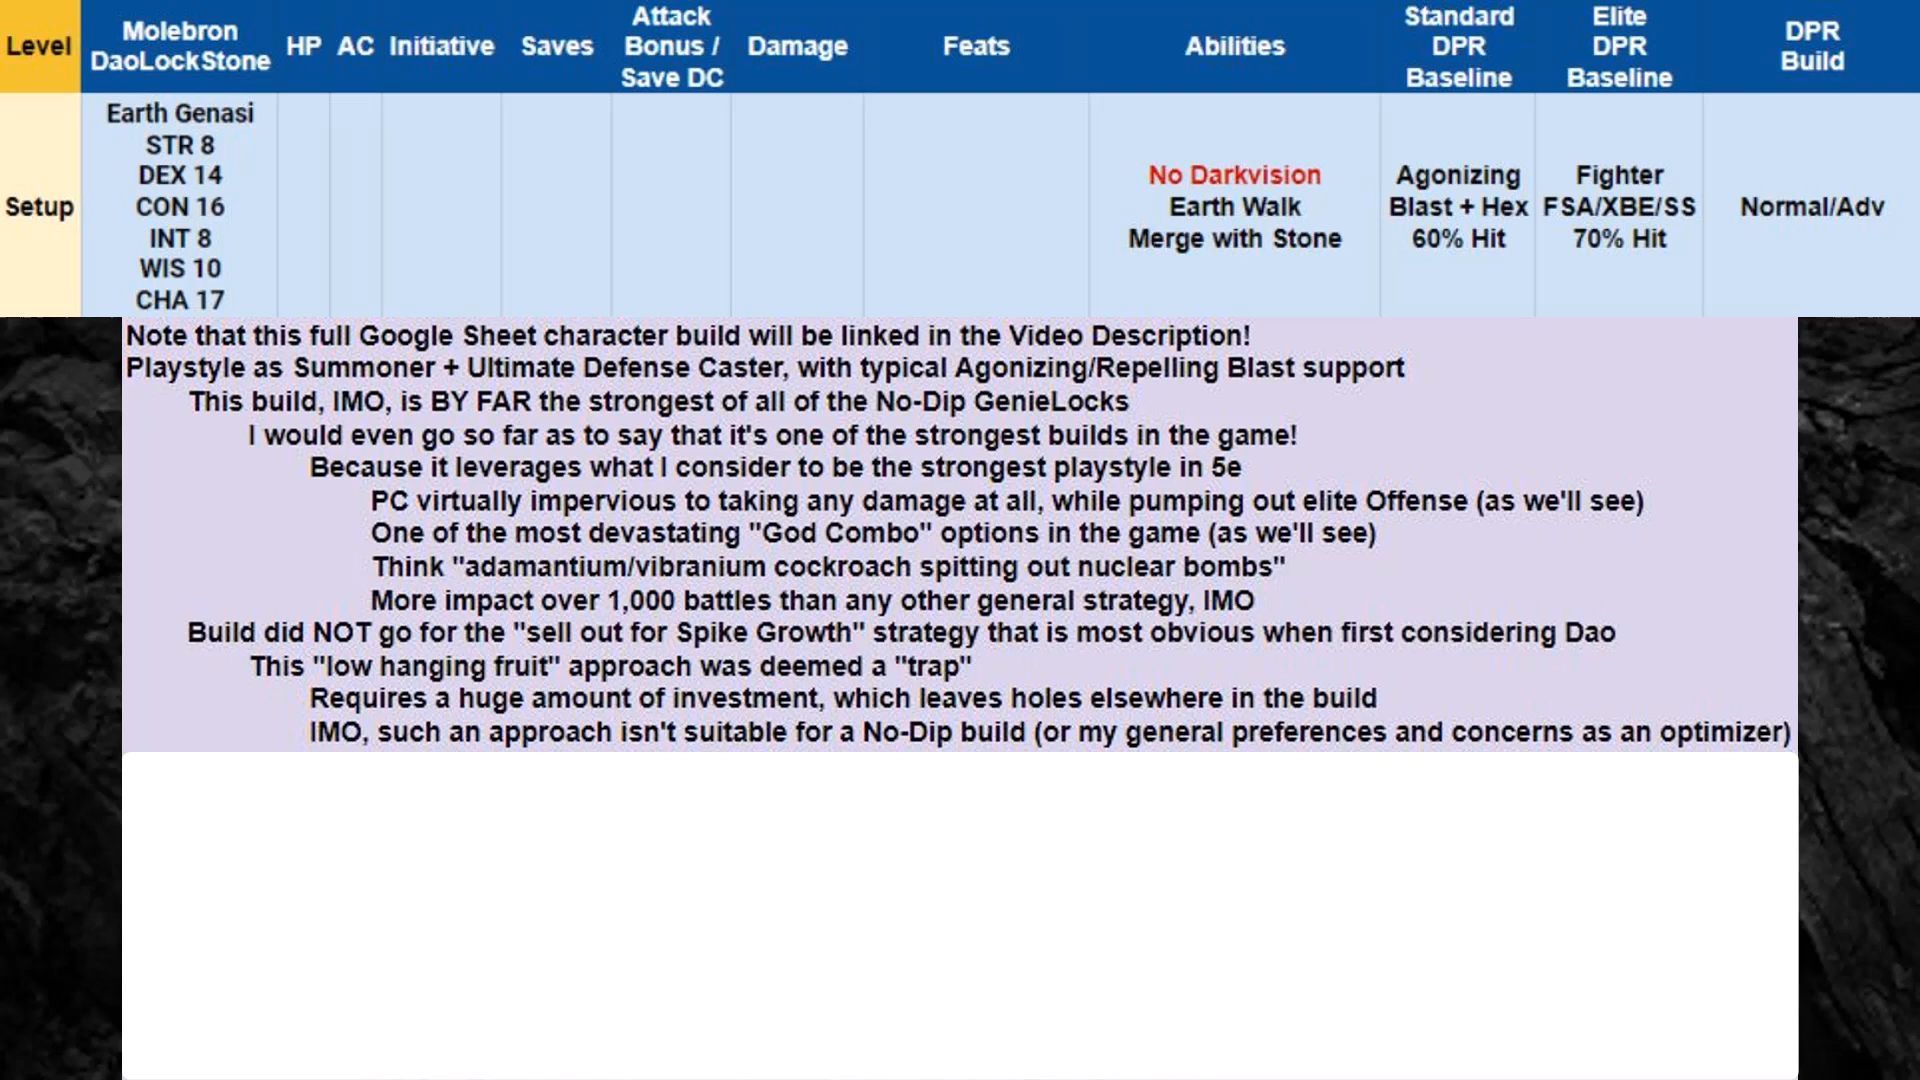 Level
Molebron
DaoLockStone
HP
AC
Initiative
Saves
Attack
Bonus /
Save DC
Damage
Feats
Abilities
Standard
DPR
Baseline
Elite
DPR
Baseline
DPR
Build
Setup
Earth Genasi
STR 8
DEX 14
CON 16
INT 8
WIS 10
CHA 17
No Darkvision
Earth Walk
Merge with Stone
Agonizing
Blast + Hex
60% Hit
Fighter
FSA/XBE/SS
70% Hit
Normal/Adv
Note that this full Google Sheet character build will be linked in the Video Description!
Playstyle as Summoner + Ultimate Defense Caster, with typical Agonizing/Repelling Blast support
This build, IMO, is BY FAR the strongest of all of the No-Dip GenieLocks
I would even go so far as to say that it's one of the strongest builds in the game!
Because it leverages what I consider to be the strongest playstyle in 5e
PC virtually impervious to taking any damage at all, while pumping out elite Offense (as we'll see)
One of the most devastating "God Combo" options in the game (as we'll see)
Think "adamantium/vibranium cockroach spitting out nuclear bombs"
More impact over 1,000 battles than any other general strategy, IMO
Build did NOT go for the "sell out for Spike Growth" strategy that is most obvious when first considering Dao
This "low hanging fruit" approach was deemed a "trap"
Requires a huge amount of investment, which leaves holes elsewhere in the build
IMO, such an approach isn't suitable for a No-Dip build (or my general preferences and concerns as an optimizer)